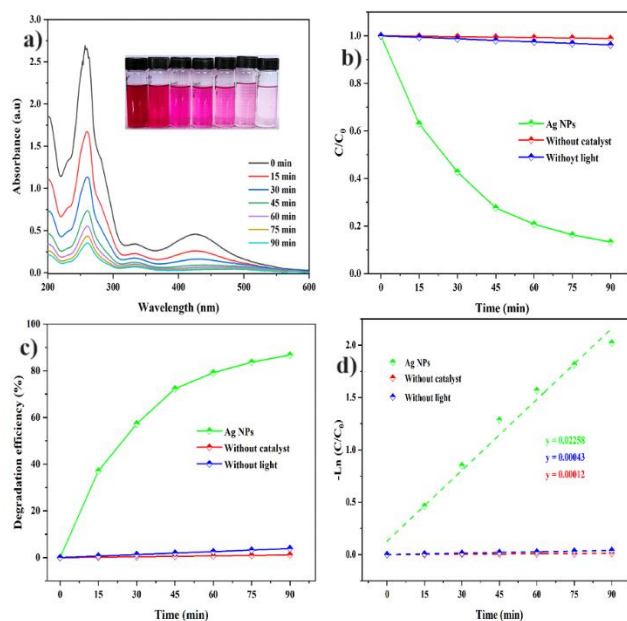 a)
Absorbance (a.u)
3.0
2.5
2.0
1.5
1.0
0.5
0.0
200
300
400
500
600
Wavelength (nm)
0 min
15 min
30 min
45 min
60 min
75 min
90 min
b)
C/C₀
1.0
0.8
0.6
0.4
0.2
0.0
0
15
30
45
60
75
90
Time (min)
Ag NPs
Without catalyst
Withoyt light
c)
Degradation efficiency (%)
100
80
60
40
20
0
0
15
30
45
60
75
90
Time (min)
Ag NPs
Without catalyst
Without light
d)
-Ln (C/C₀)
2.0
1.5
1.0
0.5
0.0
0
15
30
45
60
75
90
Time (min)
Ag NPs
Without catalyst
Without light
y = 0.02258
y = 0.00043
y = 0.00012